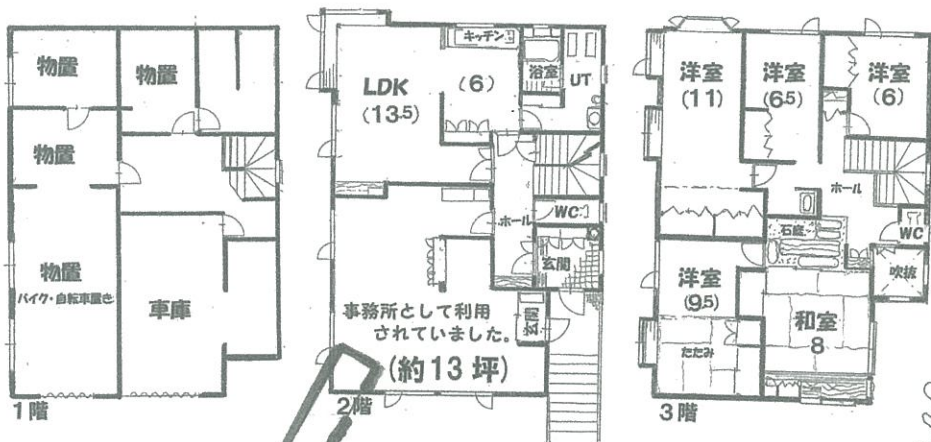 物置
物置
物置
物置
バイク・自転車置き
車庫
1階
キッチン
LDK
(13.5)
(6)
浴室
UT
ホール
WC
玄関
玄関
事務所として利用
されていました。
(約13坪)
2階
洋室
(11)
洋室
(6.5)
洋室
(6)
ホール
石庭
WC
吹抜
洋室
(9.5)
たたみ
和室
8
3階